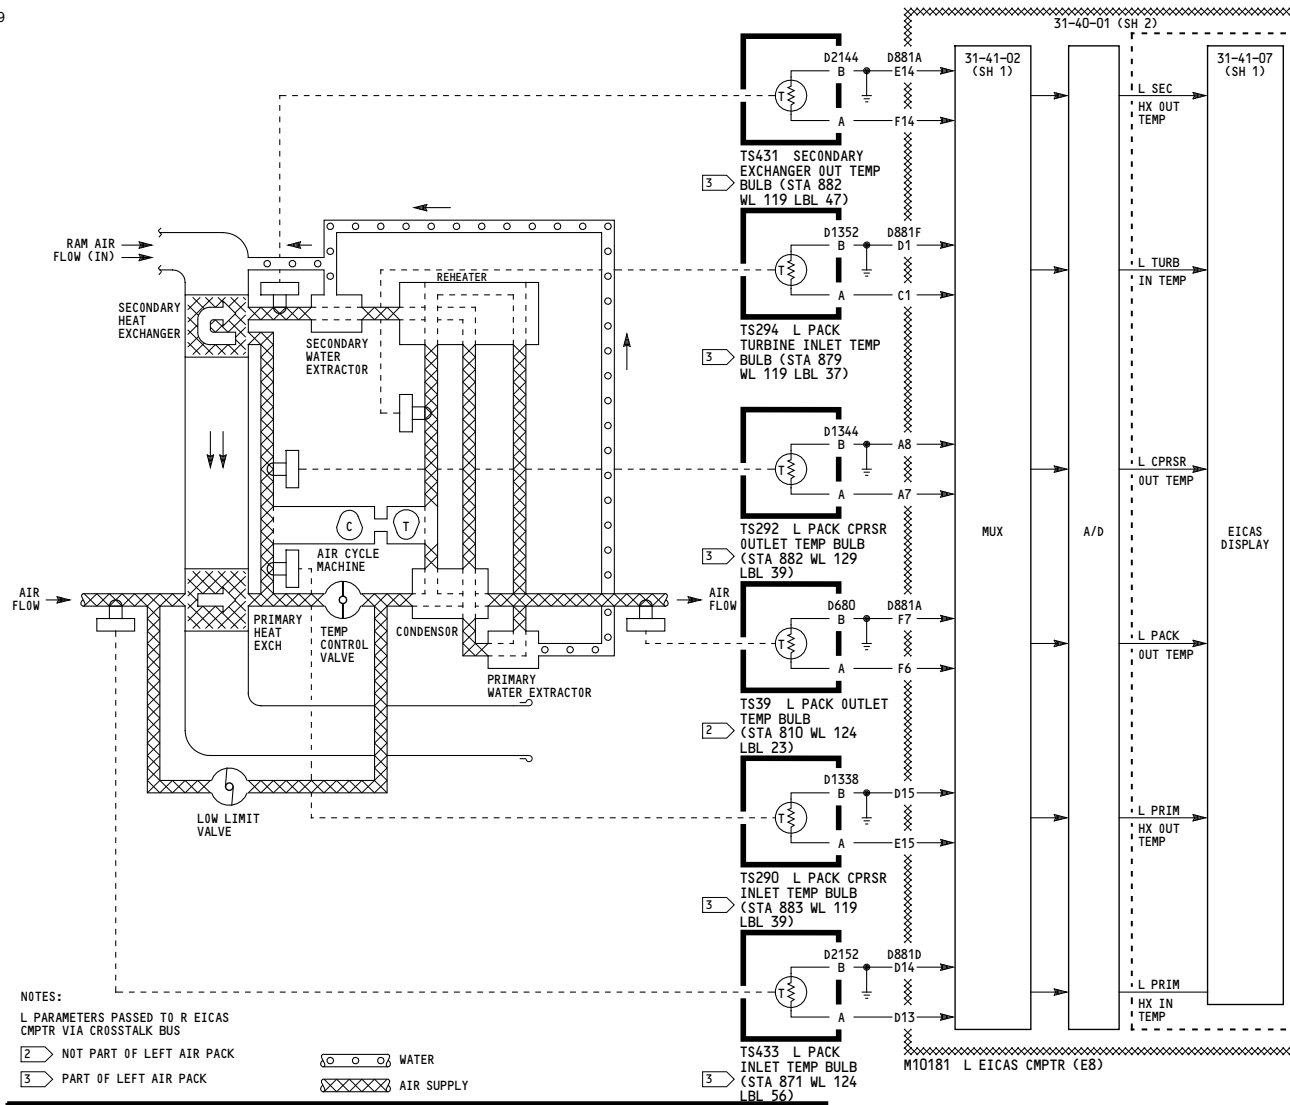 9
31-40-01 (SH 2)
D2144
B
D881A
E14
A
F14
T
TS431 SECONDARY
EXCHANGER OUT TEMP
BULB (STA 882
WL 119 LBL 47)
3
31-41-02
(SH 1)
31-41-07
(SH 1)
L SEC
HX OUT
TEMP
RAM AIR
FLOW (IN)
D1352
B
D881F
D1
A
C1
T
TS294 L PACK
TURBINE INLET TEMP
BULB (STA 879
WL 119 LBL 37)
3
L TURB
IN TEMP
SECONDARY
HEAT
EXCHANGER
SECONDARY
WATER
EXTRACTOR
REHEATER
D1344
B
A8
A
A7
T
TS292 L PACK CPRSR
OUTLET TEMP BULB
(STA 882 WL 129
LBL 39)
3
L CPRSR
OUT TEMP
MUX
A/D
EICAS
DISPLAY
C
T
AIR CYCLE
MACHINE
AIR
FLOW
PRIMARY
HEAT
EXCH
TEMP
CONTROL
VALVE
CONDENSOR
AIR
FLOW
PRIMARY
WATER EXTRACTOR
D680
B
D881A
F7
A
F6
T
TS39 L PACK OUTLET
TEMP BULB
(STA 810 WL 124
LBL 23)
2
L PACK
OUT TEMP
LOW LIMIT
VALVE
D1338
B
D15
A
E15
T
TS290 L PACK CPRSR
INLET TEMP BULB
(STA 883 WL 119
LBL 39)
3
L PRIM
HX OUT
TEMP
D2152
B
D881D
D14
A
D13
T
TS433 L PACK
INLET TEMP BULB
(STA 871 WL 124
LBL 56)
3
L PRIM
HX IN
TEMP
M10181 L EICAS CMPTR (E8)
NOTES:
L PARAMETERS PASSED TO R EICAS
CMPTR VIA CROSSTALK BUS
2 NOT PART OF LEFT AIR PACK
3 PART OF LEFT AIR PACK
WATER
AIR SUPPLY